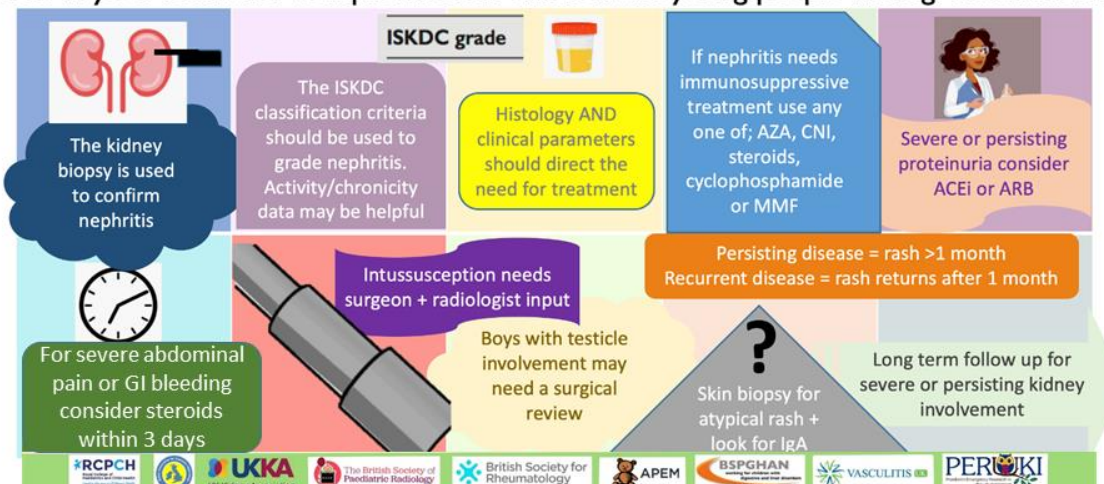 ISKDC grade
The kidney
biopsy is used
to confirm
nephritis
The ISKDC
classification criteria
should be used to
grade nephritis.
Activity/chronicity
data may be helpful
Histology AND
clinical parameters
should direct the
need for treatment
If nephritis needs
immunosuppressive
treatment use any
one of; AZA, CNI,
steroids,
cyclophosphamide
or MMF
Severe or persisting
proteinuria consider
ACEi or ARB
For severe abdominal
pain or GI bleeding
consider steroids
within 3 days
Intussusception needs
surgeon + radiologist input
Boys with testicle
involvement may
need a surgical
review
Persisting disease = rash >1 month
Recurrent disease = rash returns after 1 month
?
Skin biopsy for
atypical rash +
look for IgA
Long term follow up for
severe or persisting kidney
involvement
RCPCH
UKKA
The British Society of
Paediatric Radiology
British Society for
Rheumatology
APEM
BSPGHAN
VASCULITIS UK
PERUKI